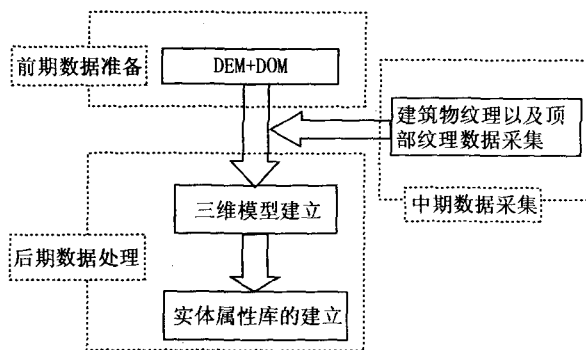 前期数据准备
DEM+DOM
建筑物纹理以及顶
部纹理数据采集
中期数据采集
三维模型建立
后期数据处理
实体属性库的建立